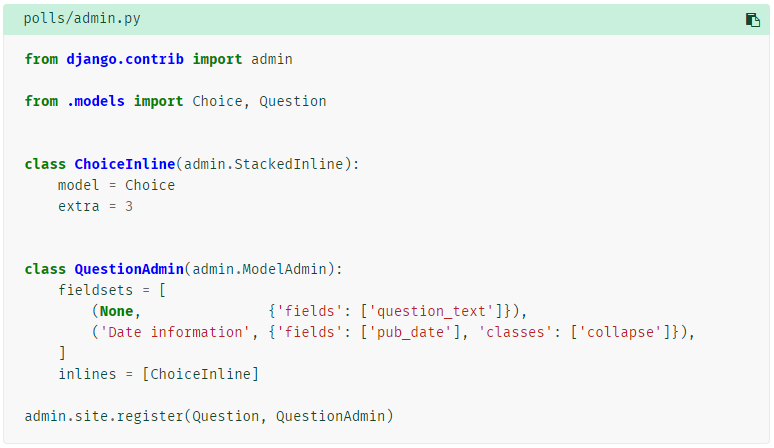 polls/admin.py
from django.contrib import admin
from .models import Choice, Question
class ChoiceInline(admin.StackedInline):
    model = Choice
    extra = 3
class QuestionAdmin(admin.ModelAdmin):
    fieldsets = [
        (None,               {'fields': ['question_text']}),
        ('Date information', {'fields': ['pub_date'], 'classes': ['collapse']}),
    ]
    inlines = [ChoiceInline]
admin.site.register(Question, QuestionAdmin)